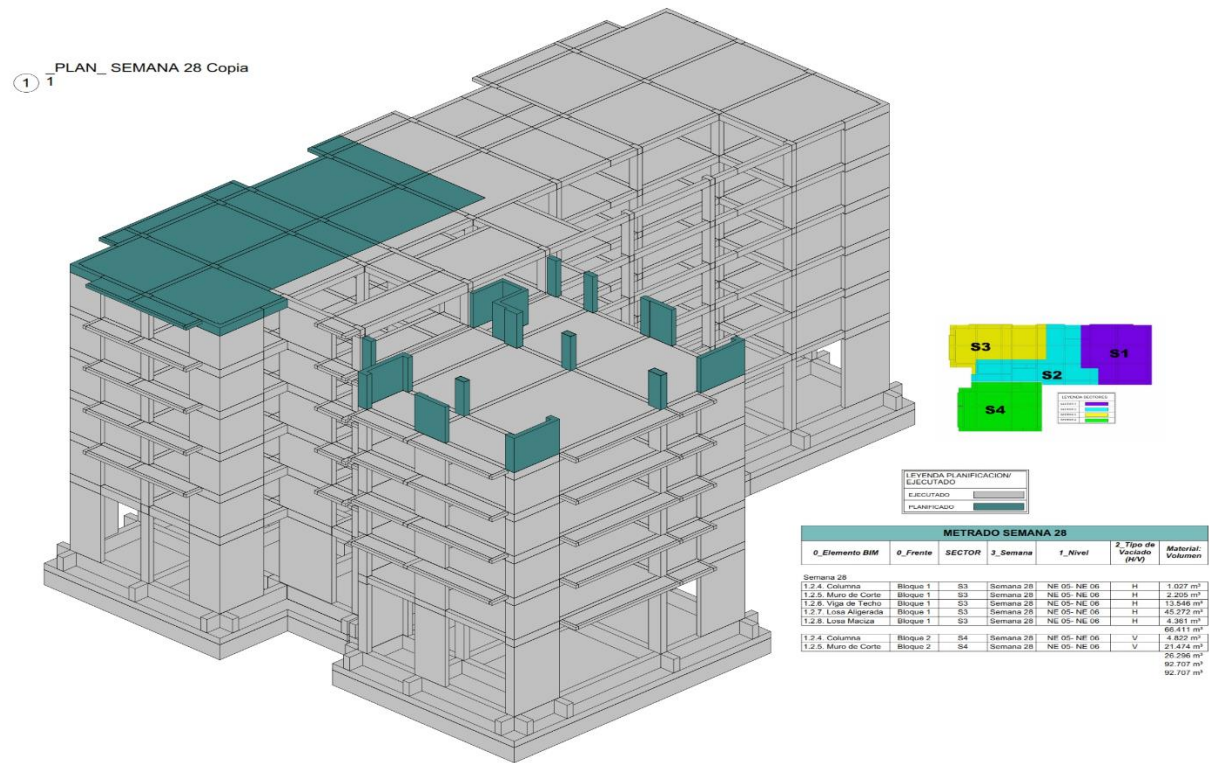 _PLAN_ SEMANA 28 Copia
1 1
S3
S1
S2
S4
LEYENDA SECTORES
LEYENDA PLANIFICACION/
EJECUTADO
EJECUTADO
PLANIFICADO
METRADO SEMANA 28
0_Elemento BIM 0_Frente SECTOR 3_Semana 1_Nivel 2_Tipo de Vaciado (H/V) Material: Volumen
Semana 28
1.2.4. Columna Bloque 1 S3 Semana 28 NE 05- NE 06 H 1.027 m³
1.2.5. Muro de Corte Bloque 1 S3 Semana 28 NE 05- NE 06 H 2.205 m³
1.2.6. Viga de Techo Bloque 1 S3 Semana 28 NE 05- NE 06 H 13.546 m³
1.2.7. Losa Aligerada Bloque 1 S3 Semana 28 NE 05- NE 06 H 45.272 m³
1.2.8. Losa Maciza Bloque 1 S3 Semana 28 NE 05- NE 06 H 4.361 m³
66.411 m³
1.2.4. Columna Bloque 2 S4 Semana 28 NE 05- NE 06 V 4.822 m³
1.2.5. Muro de Corte Bloque 2 S4 Semana 28 NE 05- NE 06 V 21.474 m³
26.296 m³
92.707 m³
92.707 m³